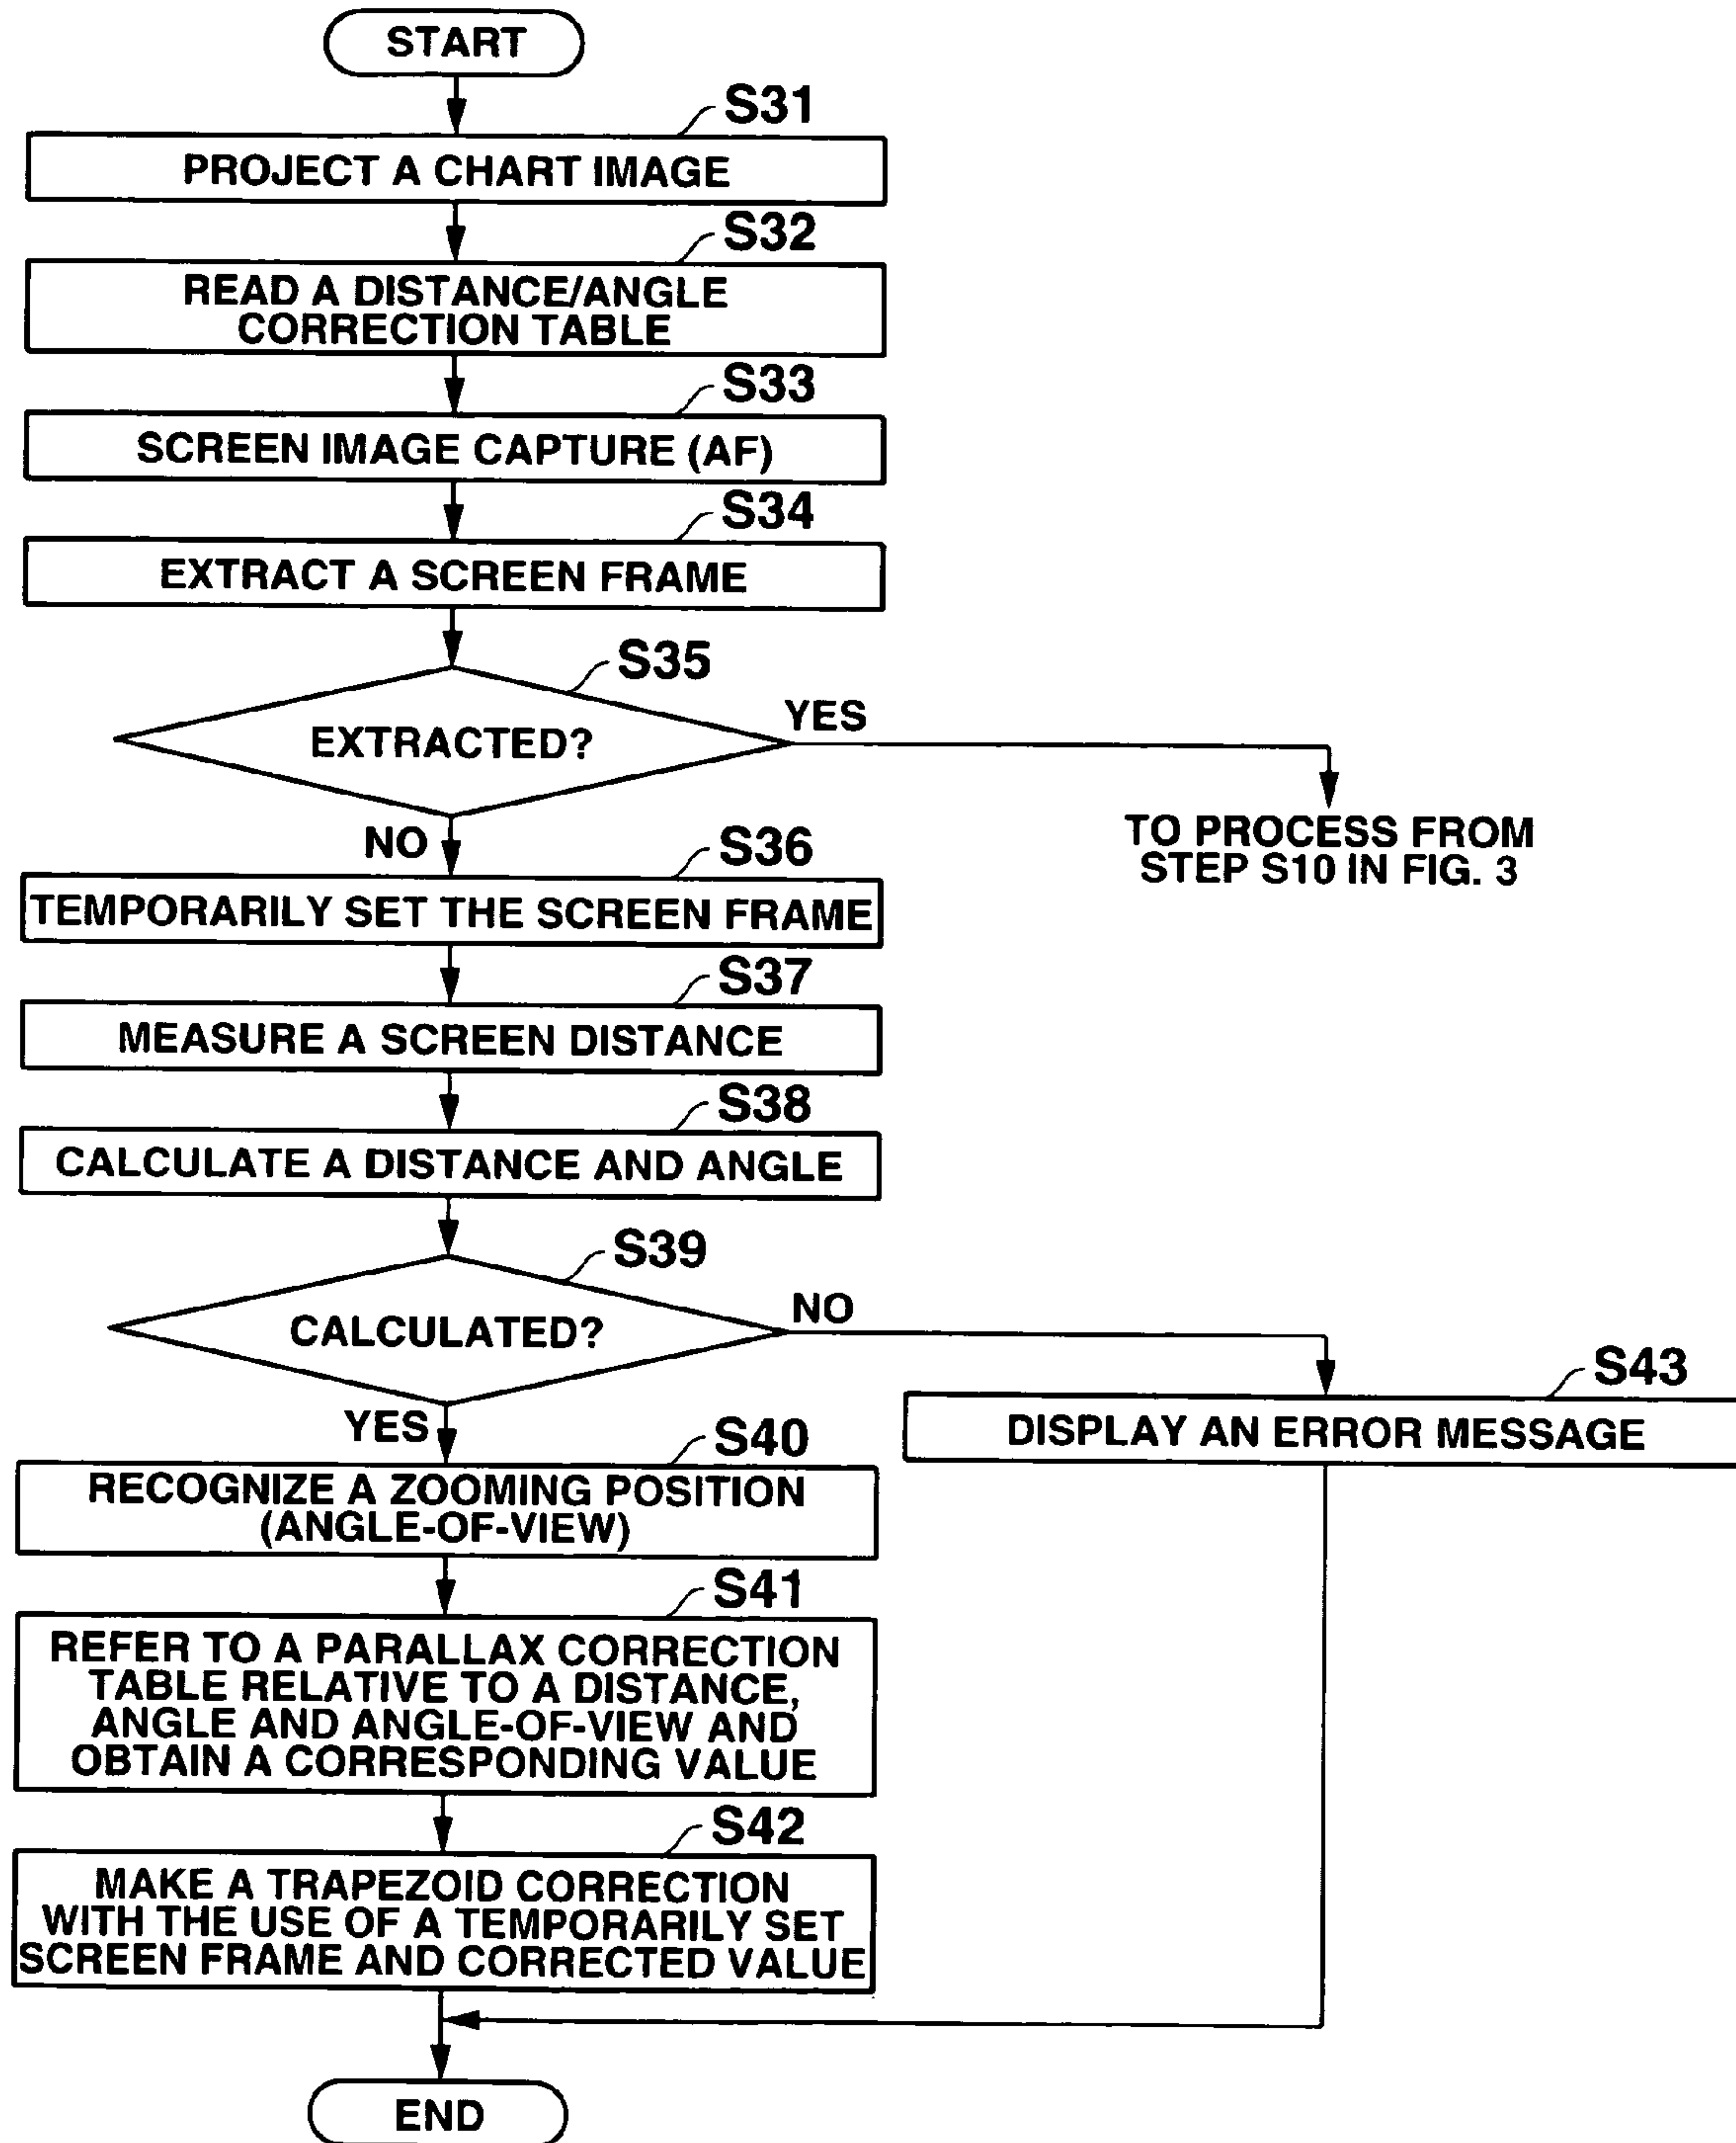 START
S31
PROJECT A CHART IMAGE
S32
READ A DISTANCE/ANGLE
CORRECTION TABLE
S33
SCREEN IMAGE CAPTURE (AF)
S34
EXTRACT A SCREEN FRAME
S35
EXTRACTED?
YES
TO PROCESS FROM
STEP S10 IN FIG. 3
NO
S36
TEMPORARILY SET THE SCREEN FRAME
S37
MEASURE A SCREEN DISTANCE
S38
CALCULATE A DISTANCE AND ANGLE
S39
CALCULATED?
NO
S43
DISPLAY AN ERROR MESSAGE
YES
S40
RECOGNIZE A ZOOMING POSITION
(ANGLE-OF-VIEW)
S41
REFER TO A PARALLAX CORRECTION
TABLE RELATIVE TO A DISTANCE,
ANGLE AND ANGLE-OF-VIEW AND
OBTAIN A CORRESPONDING VALUE
S42
MAKE A TRAPEZOID CORRECTION
WITH THE USE OF A TEMPORARILY SET
SCREEN FRAME AND CORRECTED VALUE
END